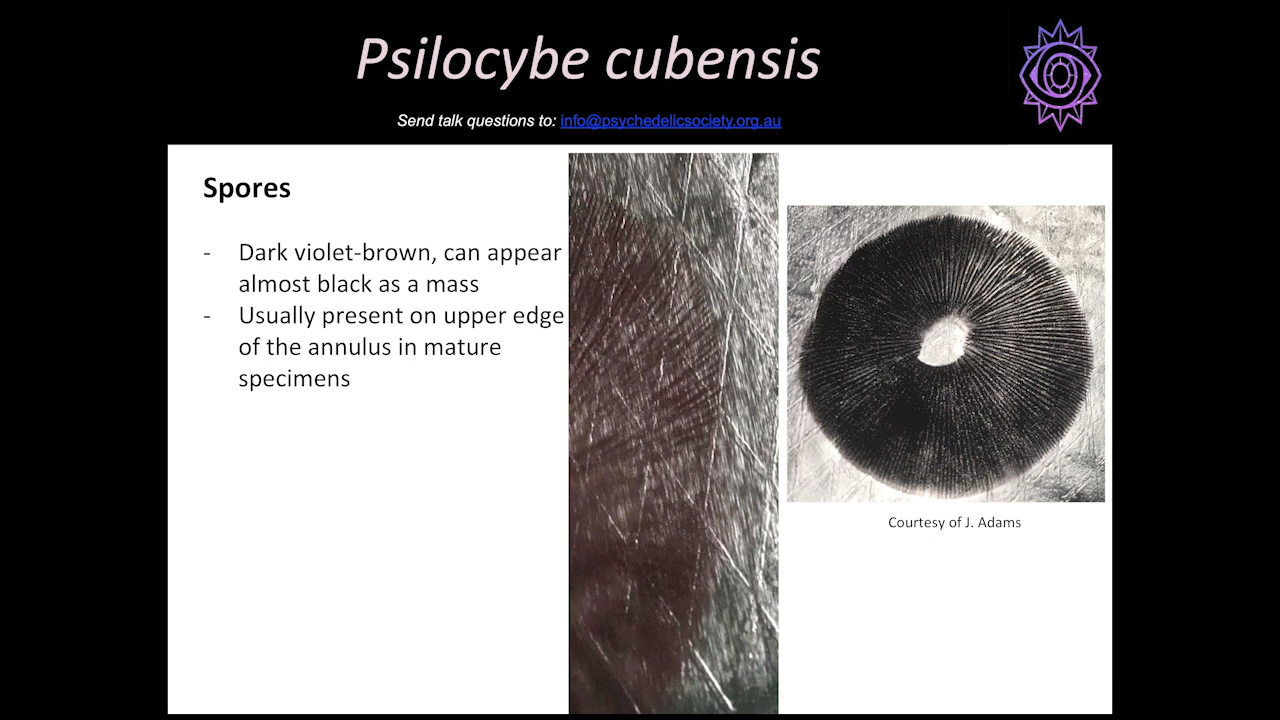 Psilocybe cubensis
Send talk questions to: info@psychedelicsociety.org.au
Spores
- Dark violet-brown, can appear
almost black as a mass
- Usually present on upper edge
of the annulus in mature
specimens
Courtesy of J. Adams